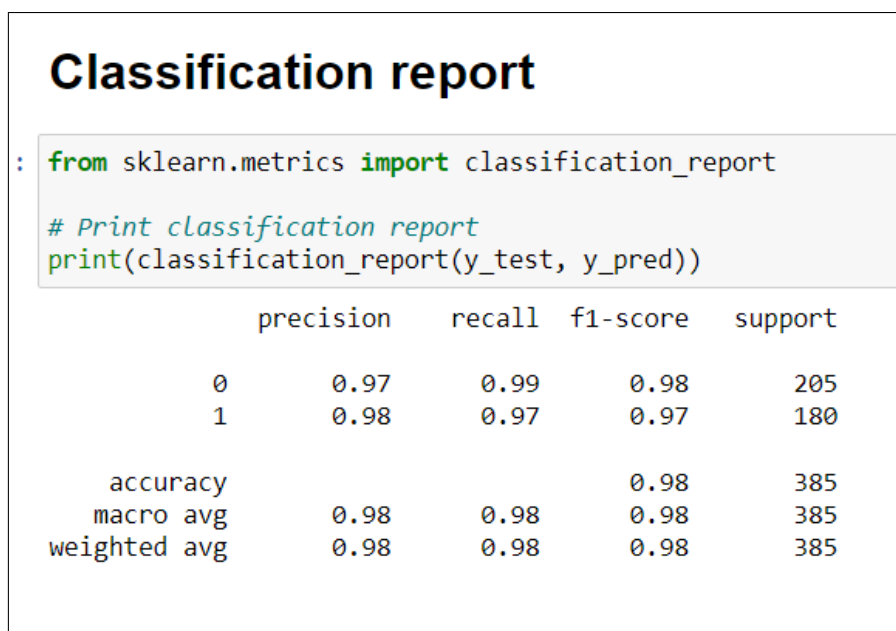 Classification report
: from sklearn.metrics import classification_report
# Print classification report
print(classification_report(y_test, y_pred))
precision recall f1-score support
0 0.97 0.99 0.98 205
1 0.98 0.97 0.97 180
accuracy 0.98 385
macro avg 0.98 0.98 0.98 385
weighted avg 0.98 0.98 0.98 385